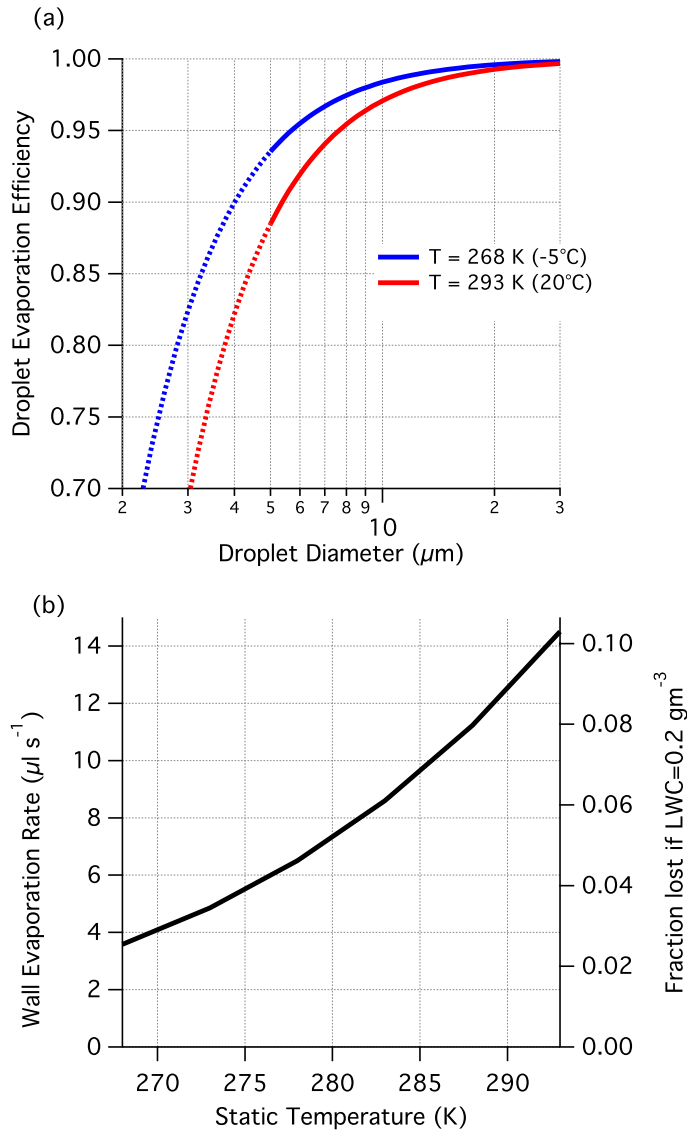 (a)
1.00
0.95
0.90
0.85
0.80
0.75
0.70
Droplet Evaporation Efficiency
T = 268 K (-5°C)
T = 293 K (20°C)
2 3 4 5 6 7 8 9 10 2 3
Droplet Diameter (µm)
(b)
14
12
10
8
6
4
2
0
Wall Evaporation Rate (µl s⁻¹)
0.10
0.08
0.06
0.04
0.02
0.00
Fraction lost if LWC=0.2 gm⁻³
270 275 280 285 290
Static Temperature (K)